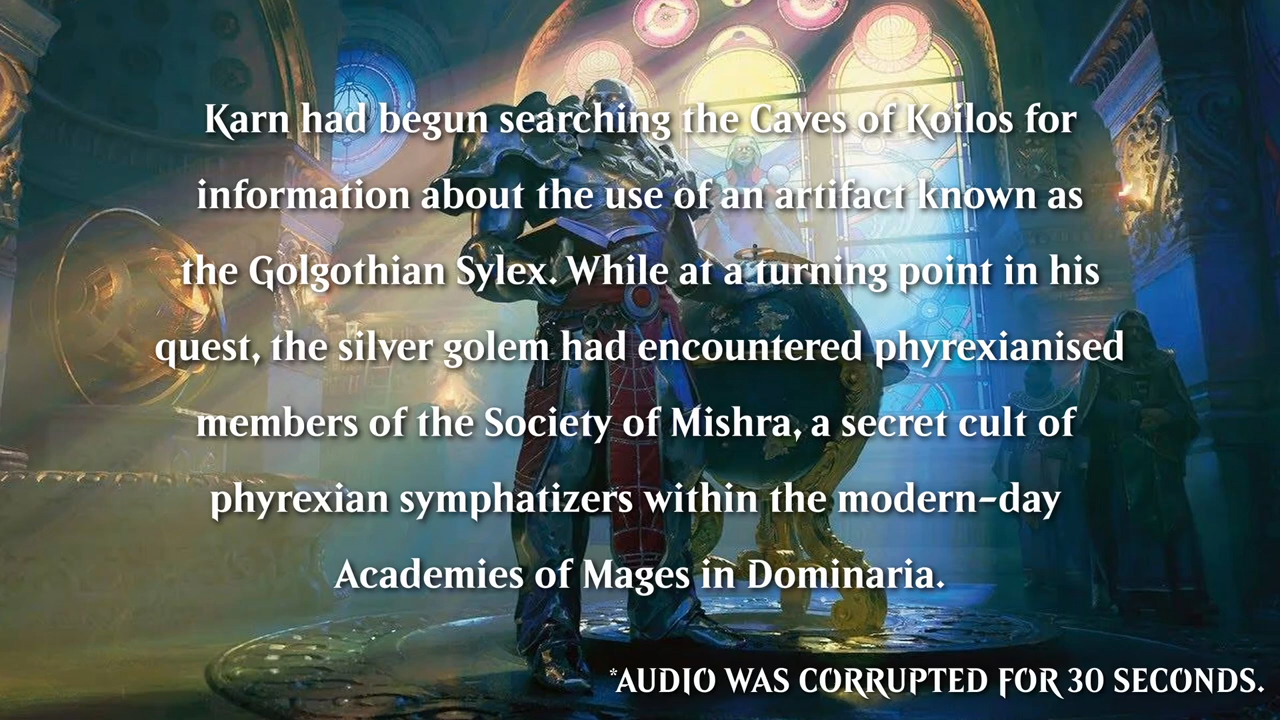 Karn had begun searching the Caves of Koilos for
information about the use of an artifact known as
the Golgothian Sylex. While at a turning point in his
quest, the silver golem had encountered phyrexianised
members of the Society of Mishra, a secret cult of
phyrexian symphatizers within the modern-day
Academies of Mages in Dominaria.
*AUDIO WAS CORRUPTED FOR 30 SECONDS.